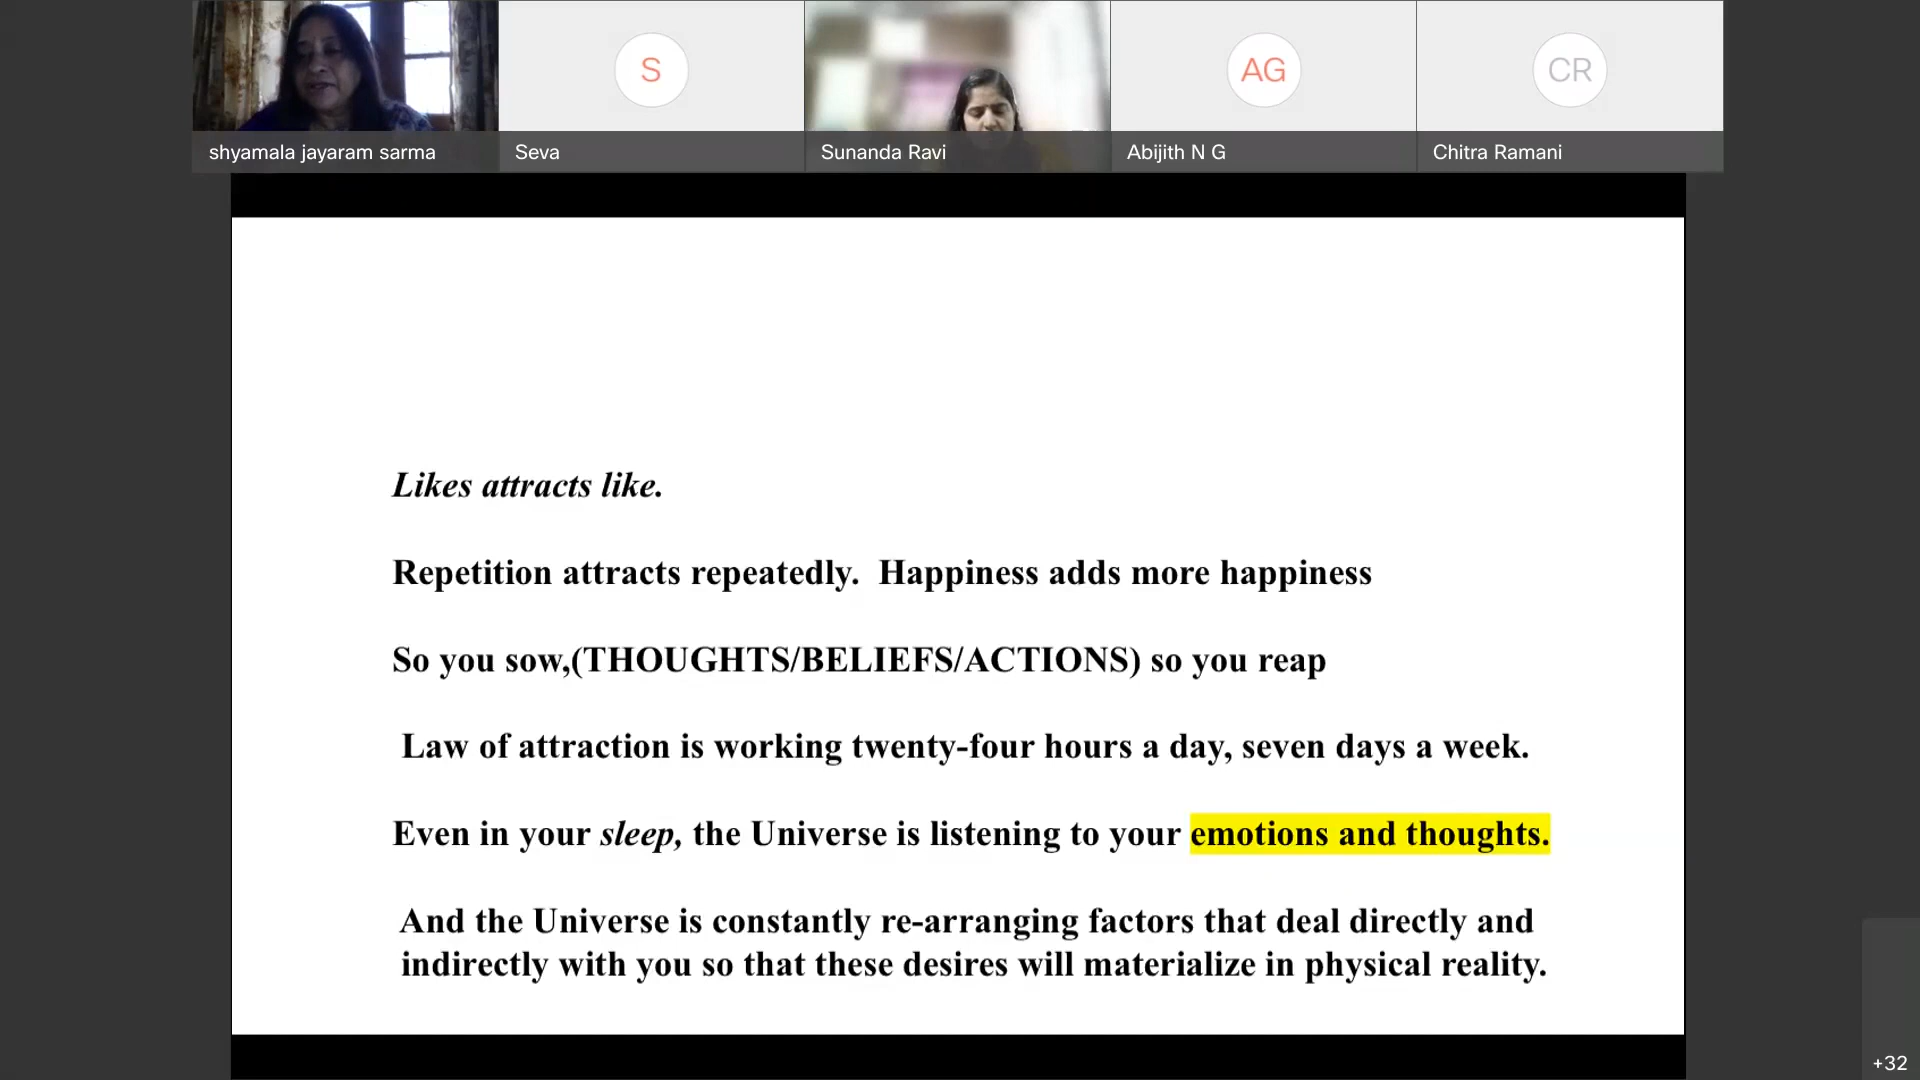 S
AG
CR
shyamala jayaram sarma
Seva
Sunanda Ravi
Abijith N G
Chitra Ramani
Likes attracts like.
Repetition attracts repeatedly.  Happiness adds more happiness
So you sow,(THOUGHTS/BELIEFS/ACTIONS) so you reap
Law of attraction is working twenty-four hours a day, seven days a week.
Even in your sleep, the Universe is listening to your emotions and thoughts.
And the Universe is constantly re-arranging factors that deal directly and
indirectly with you so that these desires will materialize in physical reality.
+32